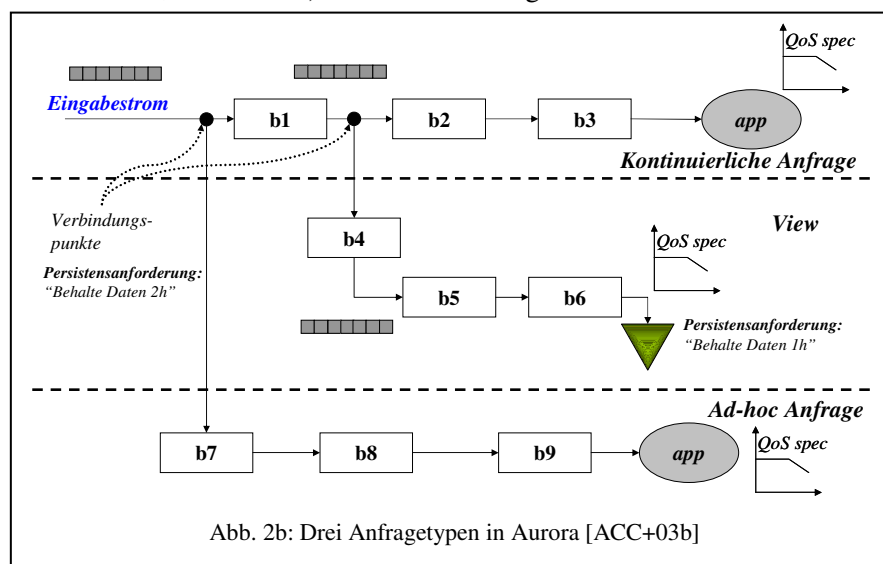 QoS spec
Eingabestrom
b1
b2
b3
app
Kontinuierliche Anfrage
Verbindungs-
punkte
Persistensanforderung:
“Behalte Daten 2h”
View
b4
QoS spec
b5
b6
Persistensanforderung:
“Behalte Daten 1h”
Ad-hoc Anfrage
b7
b8
b9
app
QoS spec
Abb. 2b: Drei Anfragetypen in Aurora [ACC+03b]